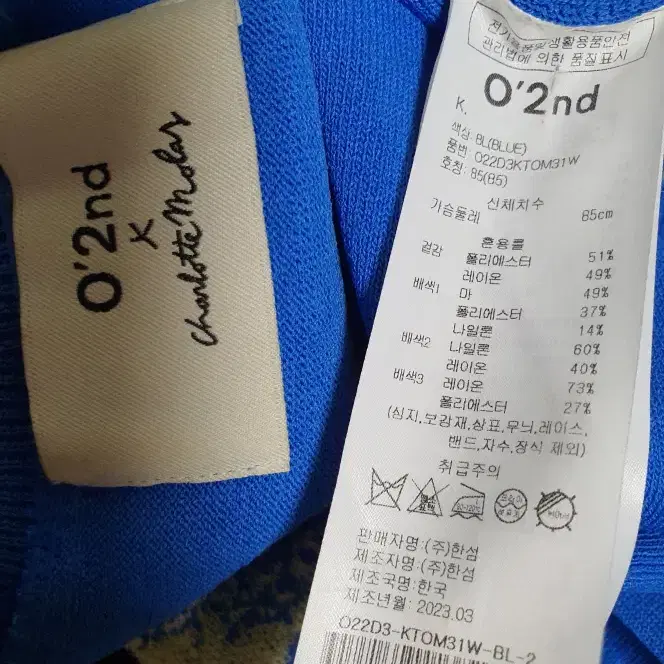 O'2nd
X
Charlotte Molas
전기용품및생활용품안전
관리법에 의한 품질표시
K. O'2nd
색상: BL(BLUE)
품번: O22D3KTOM31W
호칭: 85(85)
신체치수
가슴둘레 85cm
혼용률
겉감 폴리에스터 51%
레이온 49%
배색1 마 49%
폴리에스터 37%
나일론 14%
배색2 나일론 60%
레이온 40%
배색3 레이온 73%
폴리에스터 27%
(심지,보강재,상표,무늬,레이스,
밴드,자수,장식 제외)
취급주의
판매자명:(주)한섬
제조자명:(주)한섬
제조국명:한국
제조년월: 2023.03
O22D3-KTOM31W-BL-2